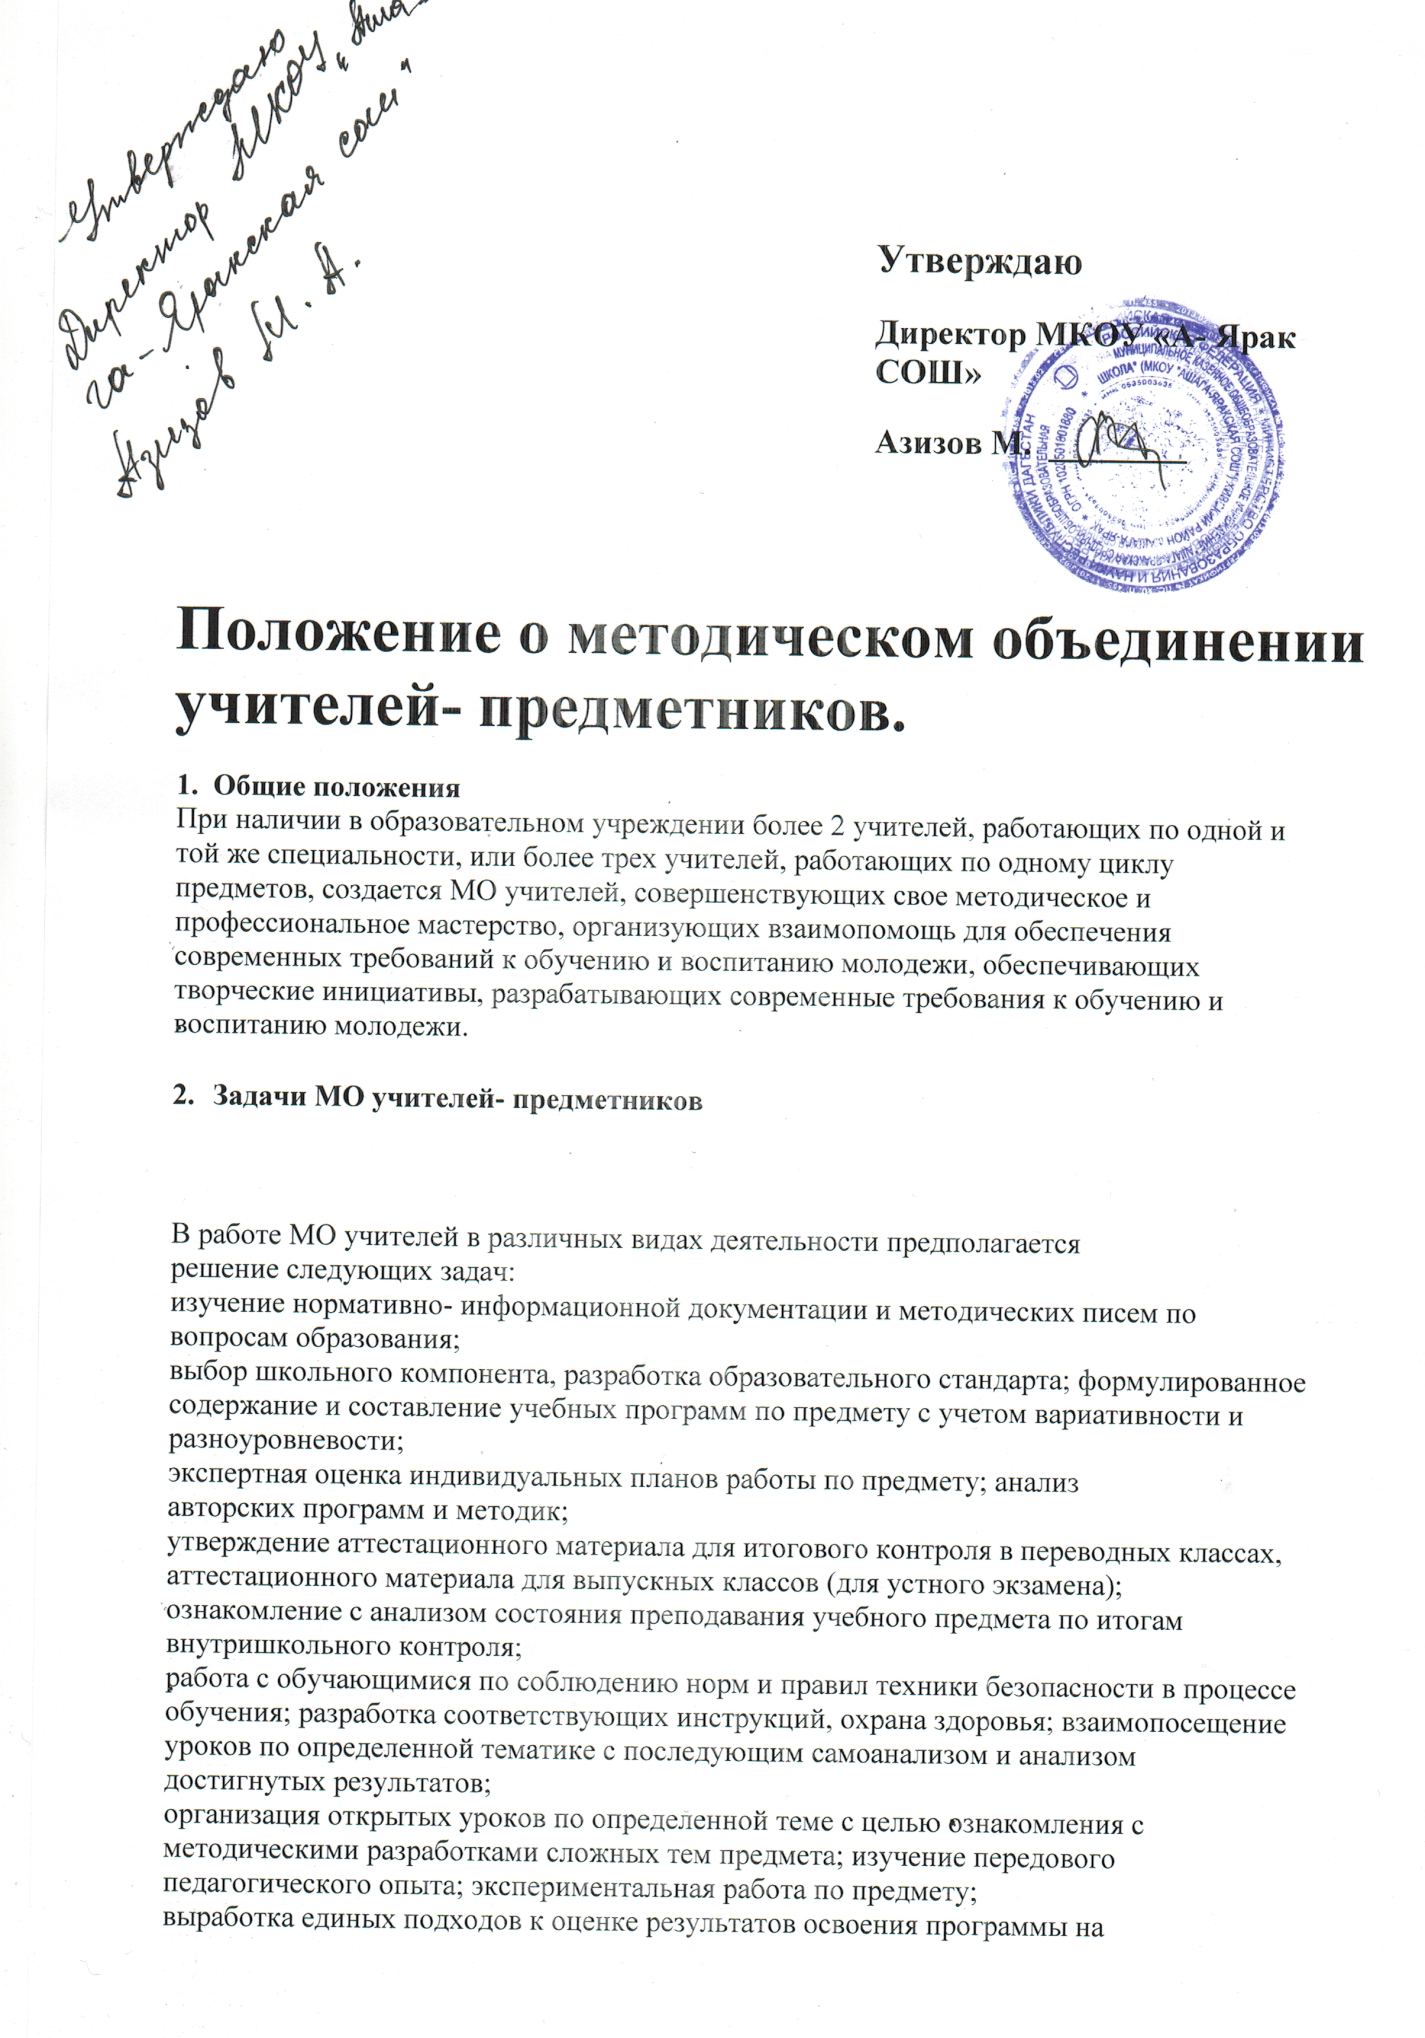 Утверждаю
Директор МКОУ „Аша-
га-Яракская сош"
Азизов М. А.
Утверждаю
Директор МКОУ «А- Ярак
СОШ»
Азизов М.
Положение о методическом объединении
учителей- предметников.
1. Общие положения
При наличии в образовательном учреждении более 2 учителей, работающих по одной и
той же специальности, или более трех учителей, работающих по одному циклу
предметов, создается МО учителей, совершенствующих свое методическое и
профессиональное мастерство, организующих взаимопомощь для обеспечения
современных требований к обучению и воспитанию молодежи, обеспечивающих
творческие инициативы, разрабатывающих современные требования к обучению и
воспитанию молодежи.
2. Задачи МО учителей- предметников
В работе МО учителей в различных видах деятельности предполагается
решение следующих задач:
изучение нормативно- информационной документации и методических писем по
вопросам образования;
выбор школьного компонента, разработка образовательного стандарта; формулированное
содержание и составление учебных программ по предмету с учетом вариативности и
разноуровневости;
экспертная оценка индивидуальных планов работы по предмету; анализ
авторских программ и методик;
утверждение аттестационного материала для итогового контроля в переводных классах,
аттестационного материала для выпускных классов (для устного экзамена);
ознакомление с анализом состояния преподавания учебного предмета по итогам
внутришкольного контроля;
работа с обучающимися по соблюдению норм и правил техники безопасности в процессе
обучения; разработка соответствующих инструкций, охрана здоровья; взаимопосещение
уроков по определенной тематике с последующим самоанализом и анализом
достигнутых результатов;
организация открытых уроков по определенной теме с целью ознакомления с
методическими разработками сложных тем предмета; изучение передового
педагогического опыта; экспериментальная работа по предмету;
выработка единых подходов к оценке результатов освоения программы на